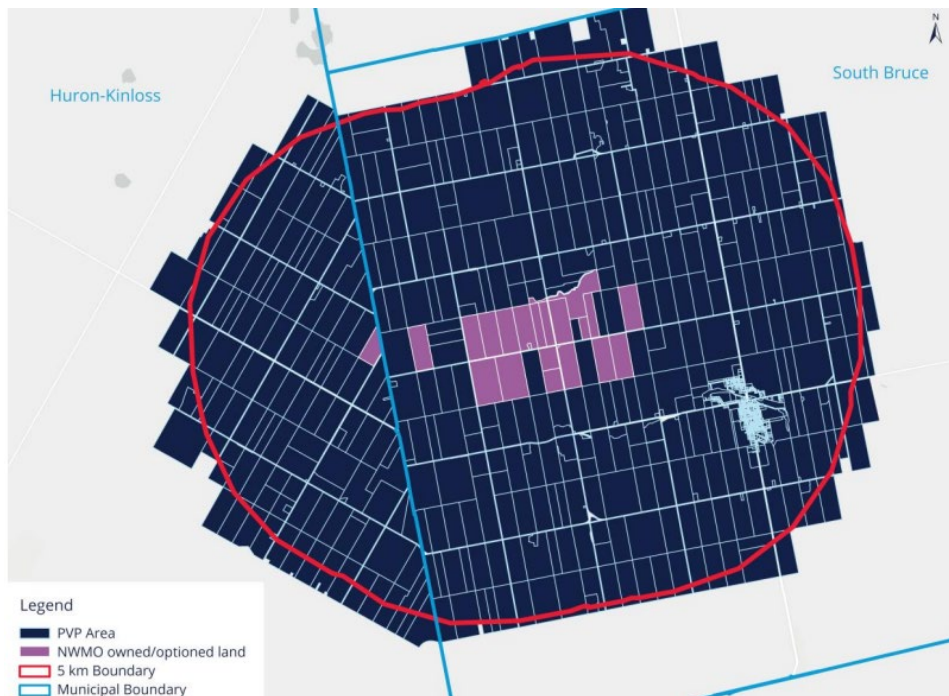 N
South Bruce
Huron-Kinloss
Legend
PVP Area
NWMO owned/optioned land
5 km Boundary
Municipal Boundary